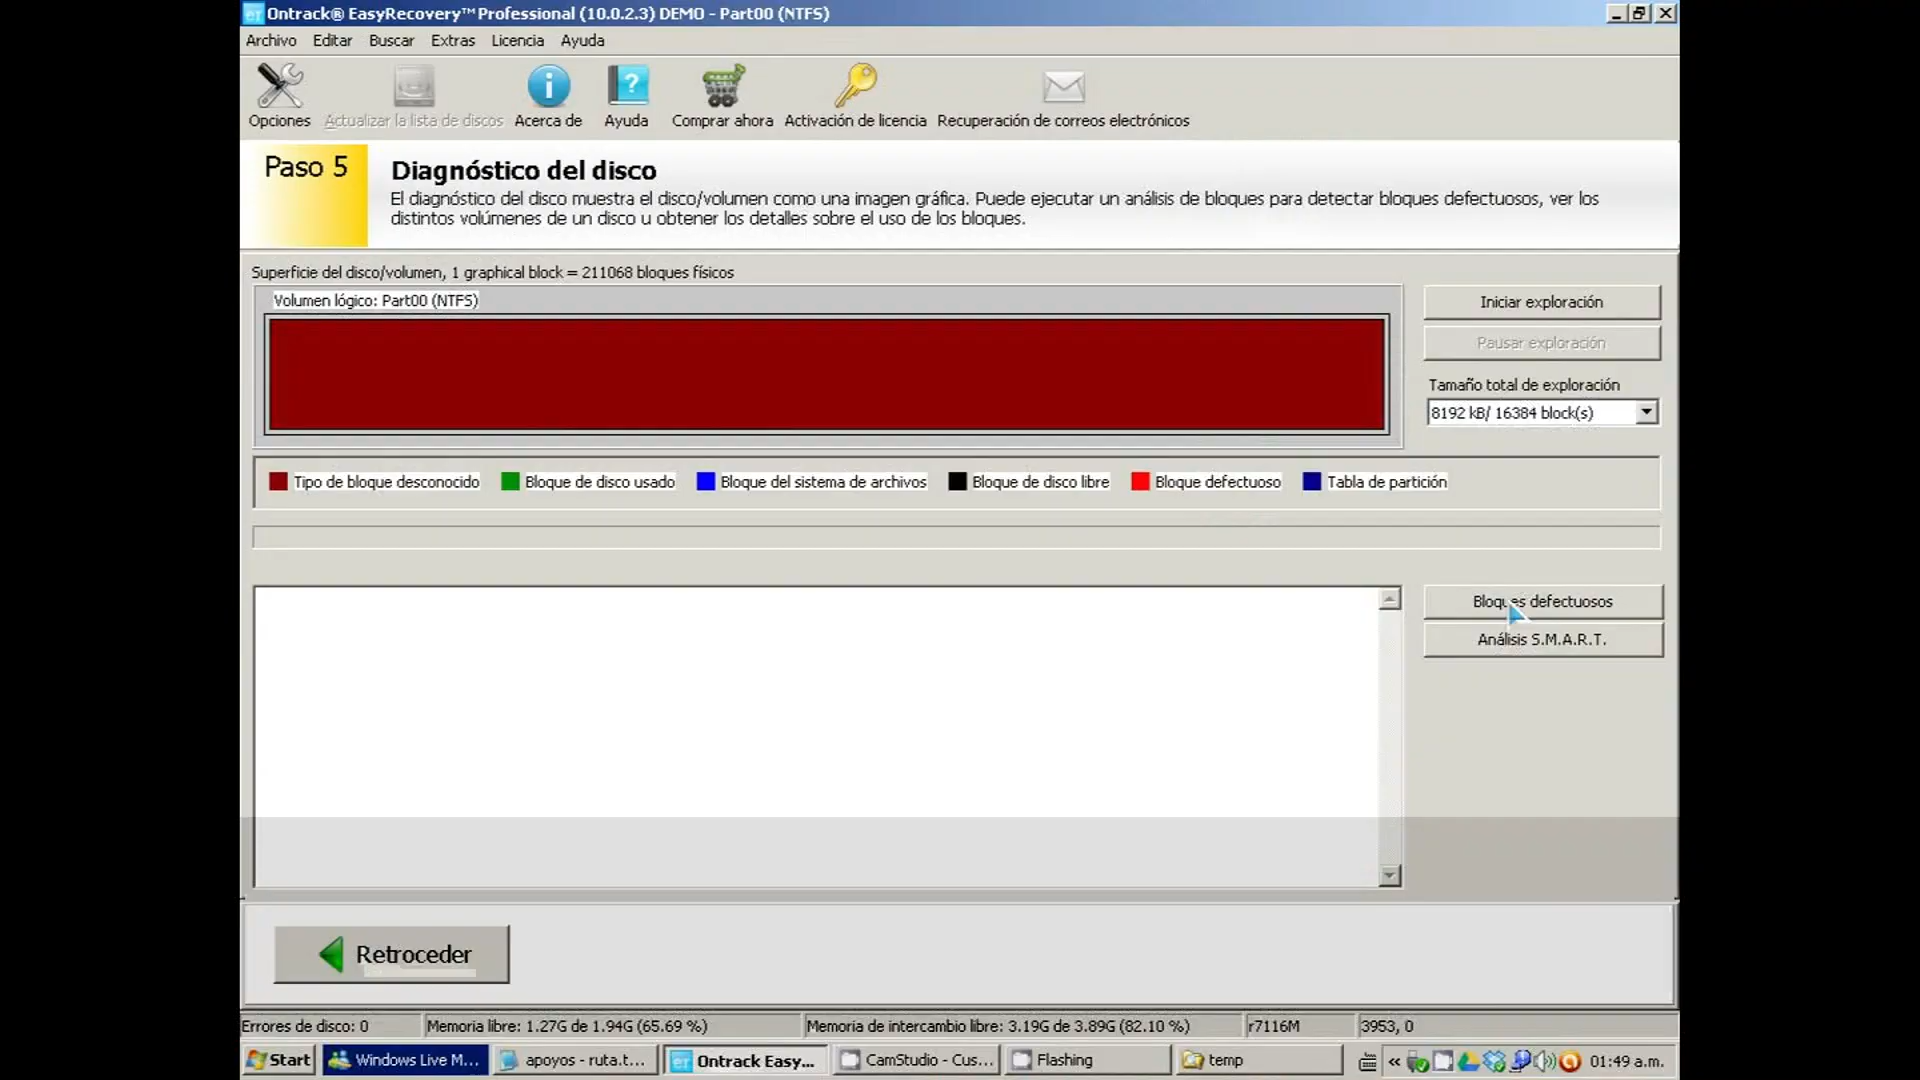 Ontrack® EasyRecovery™ Professional (10.0.2.3) DEMO - Part00 (NTFS)
Archivo Editar Buscar Extras Licencia Ayuda
Opciones Actualizar la lista de discos Acerca de Ayuda Comprar ahora Activación de licencia Recuperación de correos electrónicos
Paso 5
Diagnóstico del disco
El diagnóstico del disco muestra el disco/volumen como una imagen gráfica. Puede ejecutar un análisis de bloques para detectar bloques defectuosos, ver los
distintos volúmenes de un disco u obtener los detalles sobre el uso de los bloques.
Superficie del disco/volumen, 1 graphical block = 211068 bloques físicos
Volumen lógico: Part00 (NTFS)
Iniciar exploración
Pausar exploración
Tamaño total de exploración
8192 kB/ 16384 block(s)
Tipo de bloque desconocido Bloque de disco usado Bloque del sistema de archivos Bloque de disco libre Bloque defectuoso Tabla de partición
Bloques defectuosos
Análisis S.M.A.R.T.
Retroceder
Errores de disco: 0 Memoria libre: 1.27G de 1.94G (65.69 %) Memoria de intercambio libre: 3.19G de 3.89G (82.10 %) r7116M 3953, 0
Start Windows Live M... apoyos - ruta.t... Ontrack Easy... CamStudio - Cus... Flashing temp « 01:49 a.m.